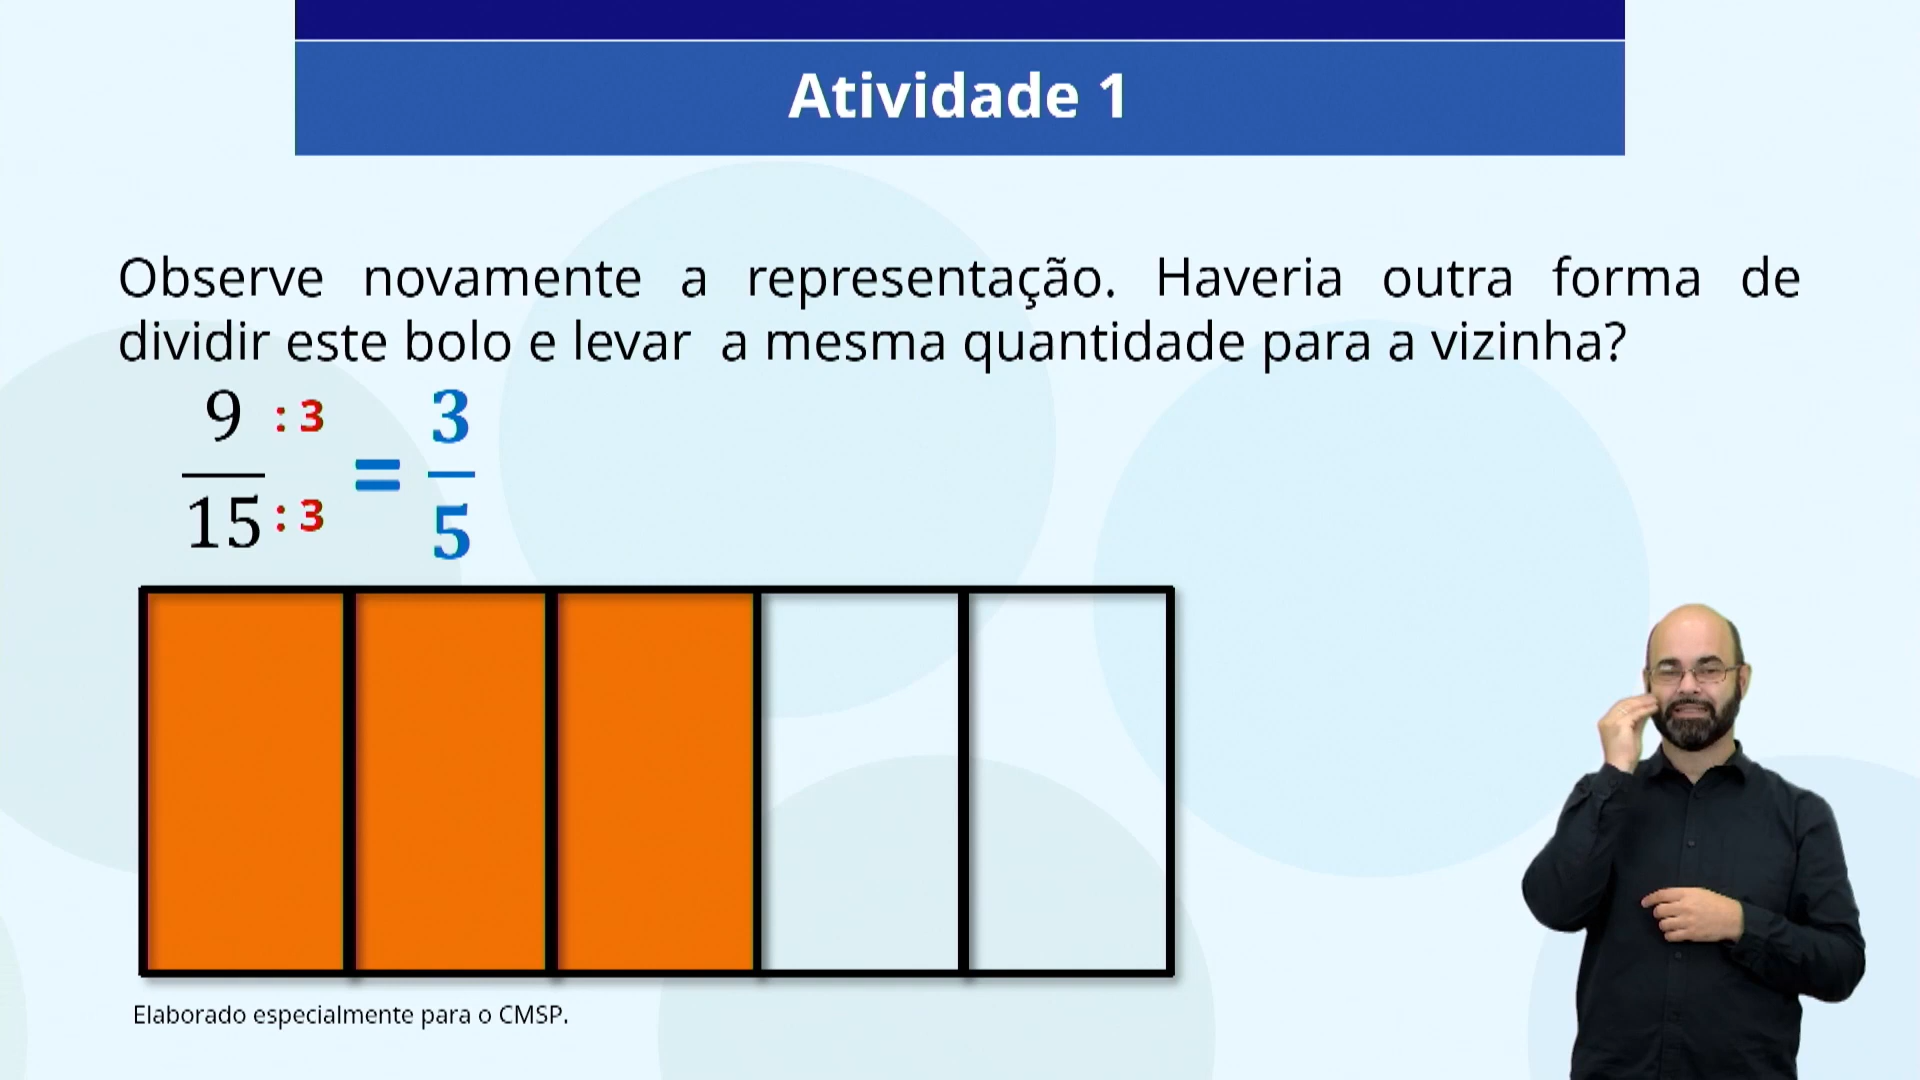 Atividade 1
Observe novamente a representação. Haveria outra forma de
dividir este bolo e levar a mesma quantidade para a vizinha?
9 : 3 = 3
15 : 3 5
Elaborado especialmente para o CMSP.